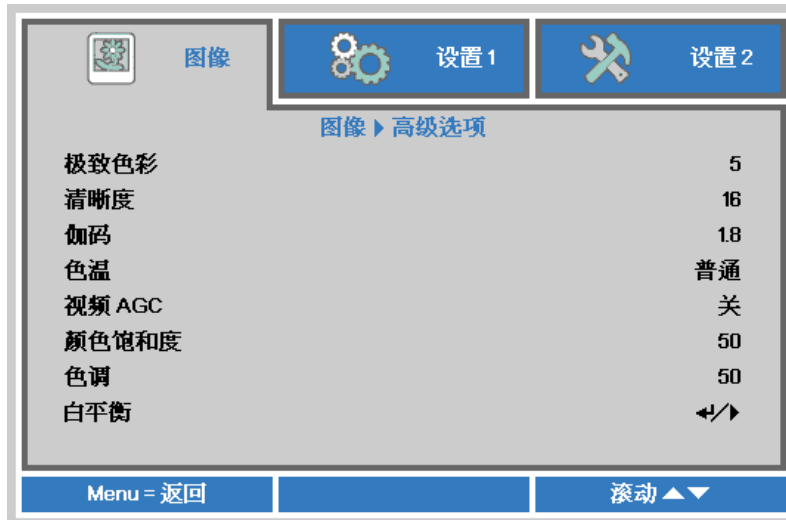 图像 设置 1 设置 2
图像 ▶ 高级选项
极致色彩 5
清晰度 16
伽码 1.8
色温 普通
视频 AGC 关
颜色饱和度 50
色调 50
白平衡 ↵/▶
Menu = 返回 滚动 ▲▼